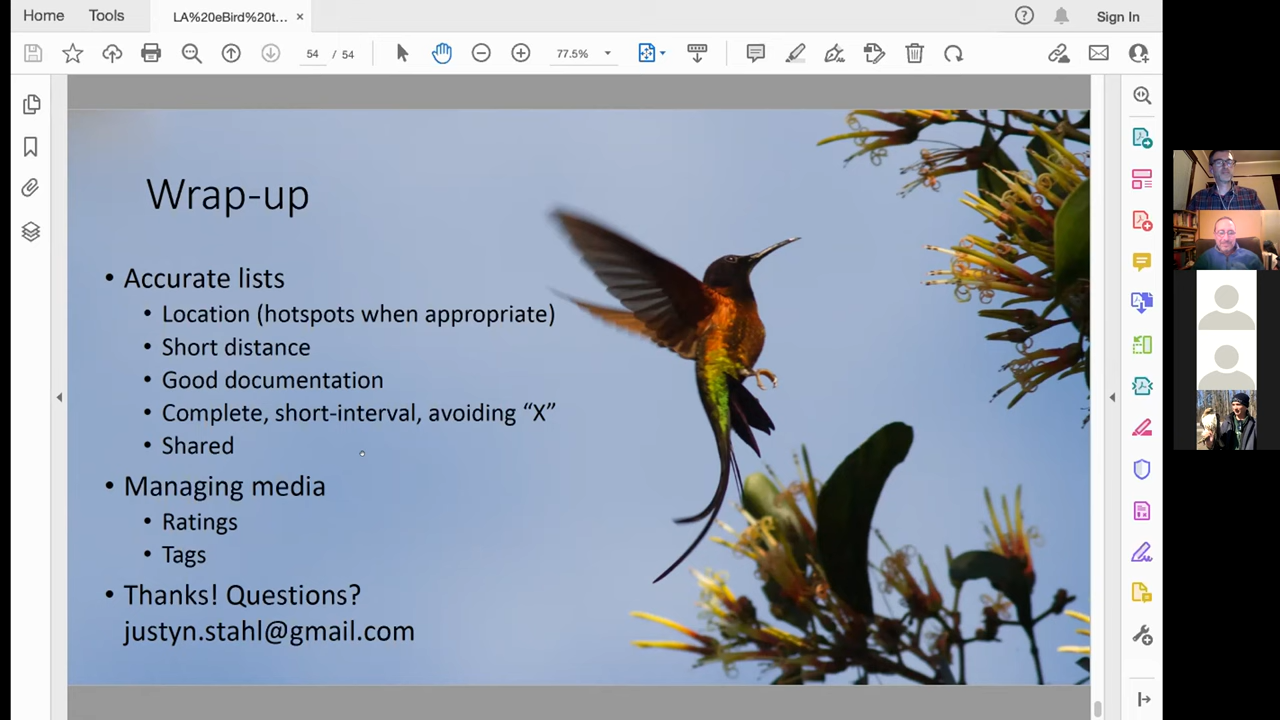 Home
Tools
LA%20eBird%20t...
Sign In
54 / 54
77.5%
Wrap-up
• Accurate lists
• Location (hotspots when appropriate)
• Short distance
• Good documentation
• Complete, short-interval, avoiding “X”
• Shared
• Managing media
• Ratings
• Tags
• Thanks! Questions?
justyn.stahl@gmail.com